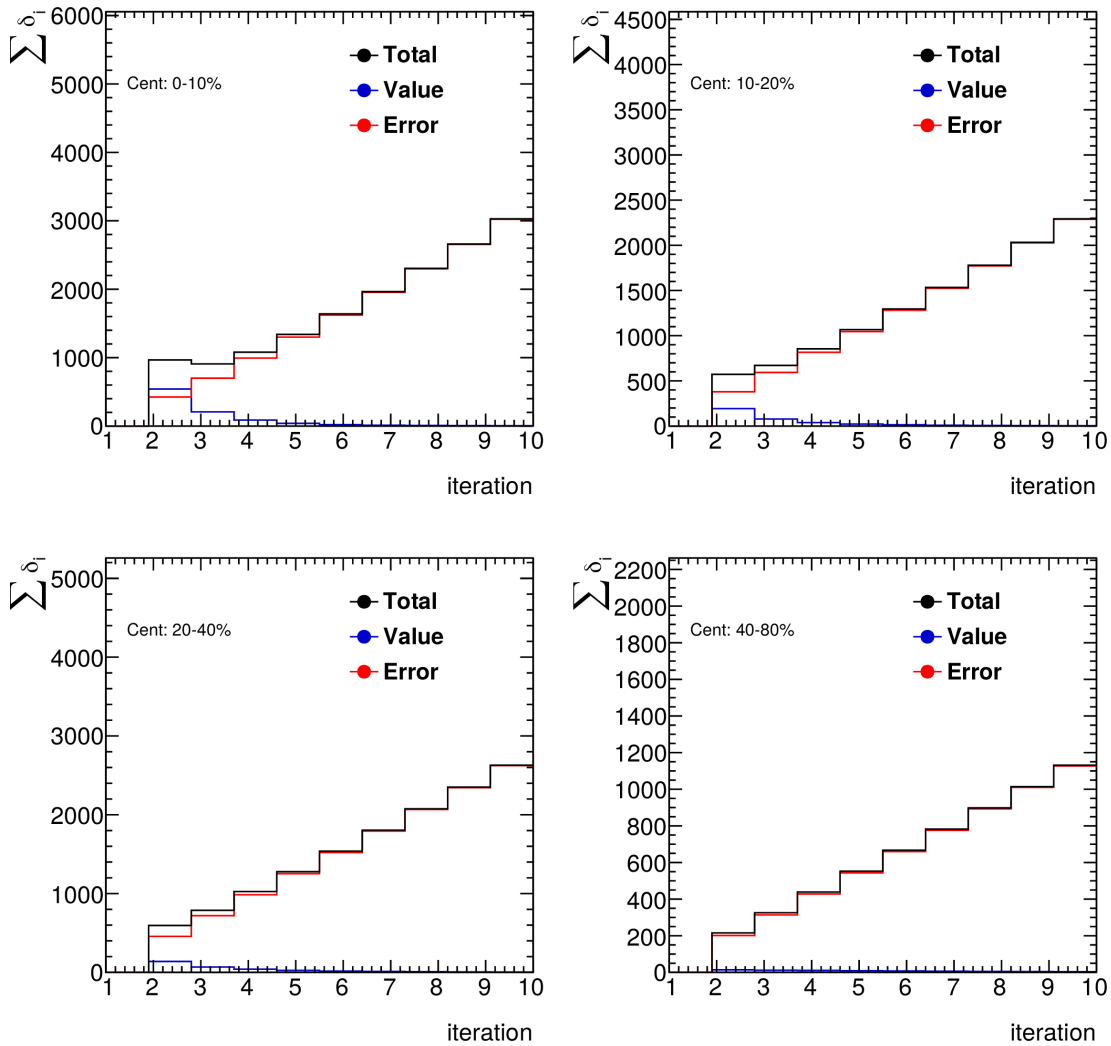 ∑ δi
6000
5000
4000
3000
2000
1000
0
Cent: 0-10%
Total
Value
Error
1 2 3 4 5 6 7 8 9 10
iteration
∑ δi
4500
4000
3500
3000
2500
2000
1500
1000
500
0
Cent: 10-20%
Total
Value
Error
1 2 3 4 5 6 7 8 9 10
iteration
∑ δi
5000
4000
3000
2000
1000
0
Cent: 20-40%
Total
Value
Error
1 2 3 4 5 6 7 8 9 10
iteration
∑ δi
2200
2000
1800
1600
1400
1200
1000
800
600
400
200
0
Cent: 40-80%
Total
Value
Error
1 2 3 4 5 6 7 8 9 10
iteration